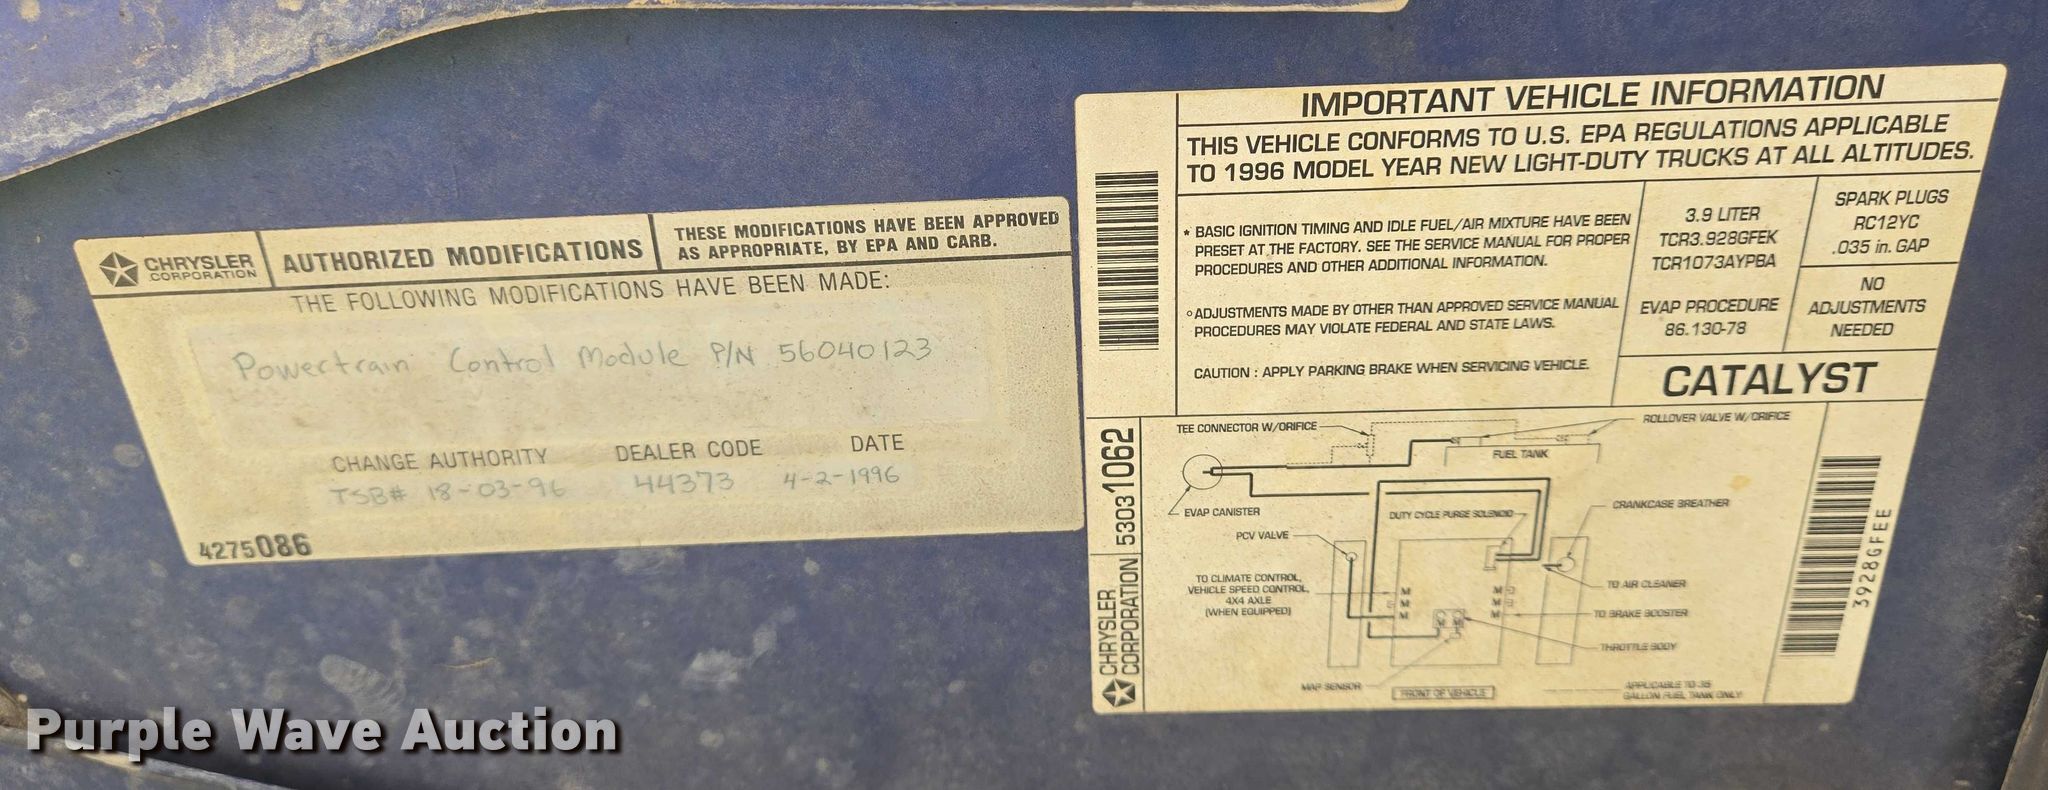 CHRYSLER
CORPORATION
AUTHORIZED MODIFICATIONS
THESE MODIFICATIONS HAVE BEEN APPROVED
AS APPROPRIATE, BY EPA AND CARB.
THE FOLLOWING MODIFICATIONS HAVE BEEN MADE:
Powertrain Control Module P/N 56040123
CHANGE AUTHORITY DEALER CODE DATE
TSB# 18-03-96 44373 4-2-1996
4275086
IMPORTANT VEHICLE INFORMATION
THIS VEHICLE CONFORMS TO U.S. EPA REGULATIONS APPLICABLE
TO 1996 MODEL YEAR NEW LIGHT-DUTY TRUCKS AT ALL ALTITUDES.
* BASIC IGNITION TIMING AND IDLE FUEL/AIR MIXTURE HAVE BEEN
PRESET AT THE FACTORY. SEE THE SERVICE MANUAL FOR PROPER
PROCEDURES AND OTHER ADDITIONAL INFORMATION.
° ADJUSTMENTS MADE BY OTHER THAN APPROVED SERVICE MANUAL
PROCEDURES MAY VIOLATE FEDERAL AND STATE LAWS.
CAUTION : APPLY PARKING BRAKE WHEN SERVICING VEHICLE.
3.9 LITER
TCR3.928GFEK
TCR1073AYPBA
EVAP PROCEDURE
86.130-78
SPARK PLUGS
RC12YC
.035 in. GAP
NO
ADJUSTMENTS
NEEDED
CATALYST
TEE CONNECTOR W/ORIFICE
ROLLOVER VALVE W/ORIFICE
FUEL TANK
EVAP CANISTER
DUTY CYCLE PURGE SOLENOID
CRANKCASE BREATHER
PCV VALVE
TO CLIMATE CONTROL,
VEHICLE SPEED CONTROL,
4X4 AXLE
(WHEN EQUIPPED)
M M
M M
M M
M M
TO AIR CLEANER
TO BRAKE BOOSTER
THROTTLE BODY
MAP SENSOR
FRONT OF VEHICLE
APPLICABLE TO 35
GALLON FUEL TANK ONLY
CHRYSLER
CORPORATION
53031062
3928GFEE
Purple Wave Auction